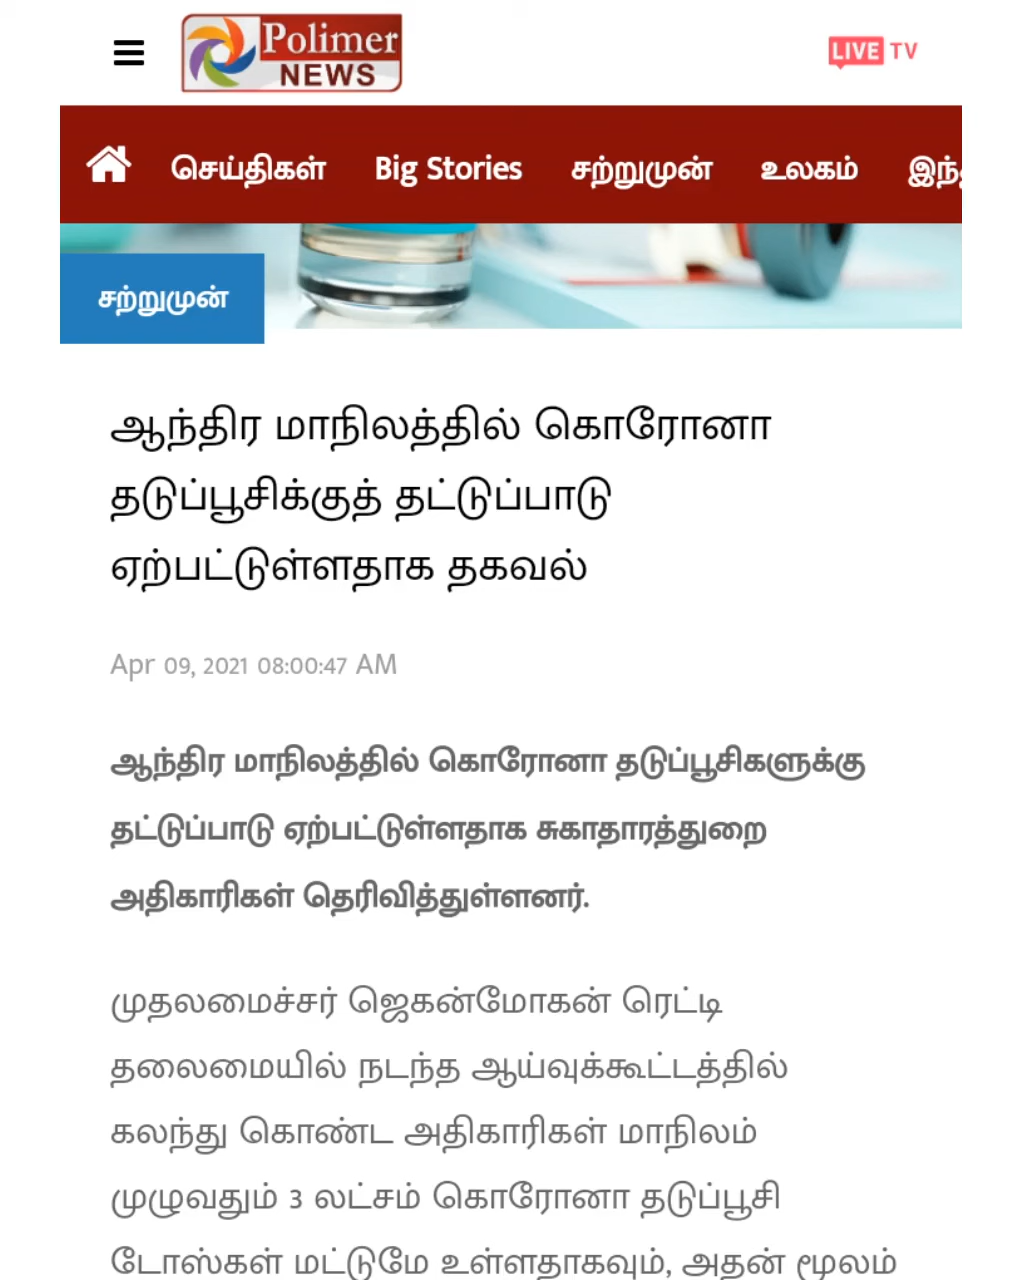 Polimer
NEWS
LIVE TV
செய்திகள் Big Stories சற்றுமுன் உலகம்
சற்றுமுன்
ஆந்திர மாநிலத்தில் கொரோனா
தடுப்பூசிக்குத் தட்டுப்பாடு
ஏற்பட்டுள்ளதாக தகவல்
Apr 09, 2021 08:00:47 AM
ஆந்திர மாநிலத்தில் கொரோனா தடுப்பூசிகளுக்கு
தட்டுப்பாடு ஏற்பட்டுள்ளதாக சுகாதாரத்துறை
அதிகாரிகள் தெரிவித்துள்ளனர்.
முதலமைச்சர் ஜெகன்மோகன் ரெட்டி
தலைமையில் நடந்த ஆய்வுக்கூட்டத்தில்
கலந்து கொண்ட அதிகாரிகள் மாநிலம்
முழுவதும் 3 லட்சம் கொரோனா தடுப்பூசி
டோஸ்கள் மட்டுமே உள்ளதாகவும், அதன் மூலம்